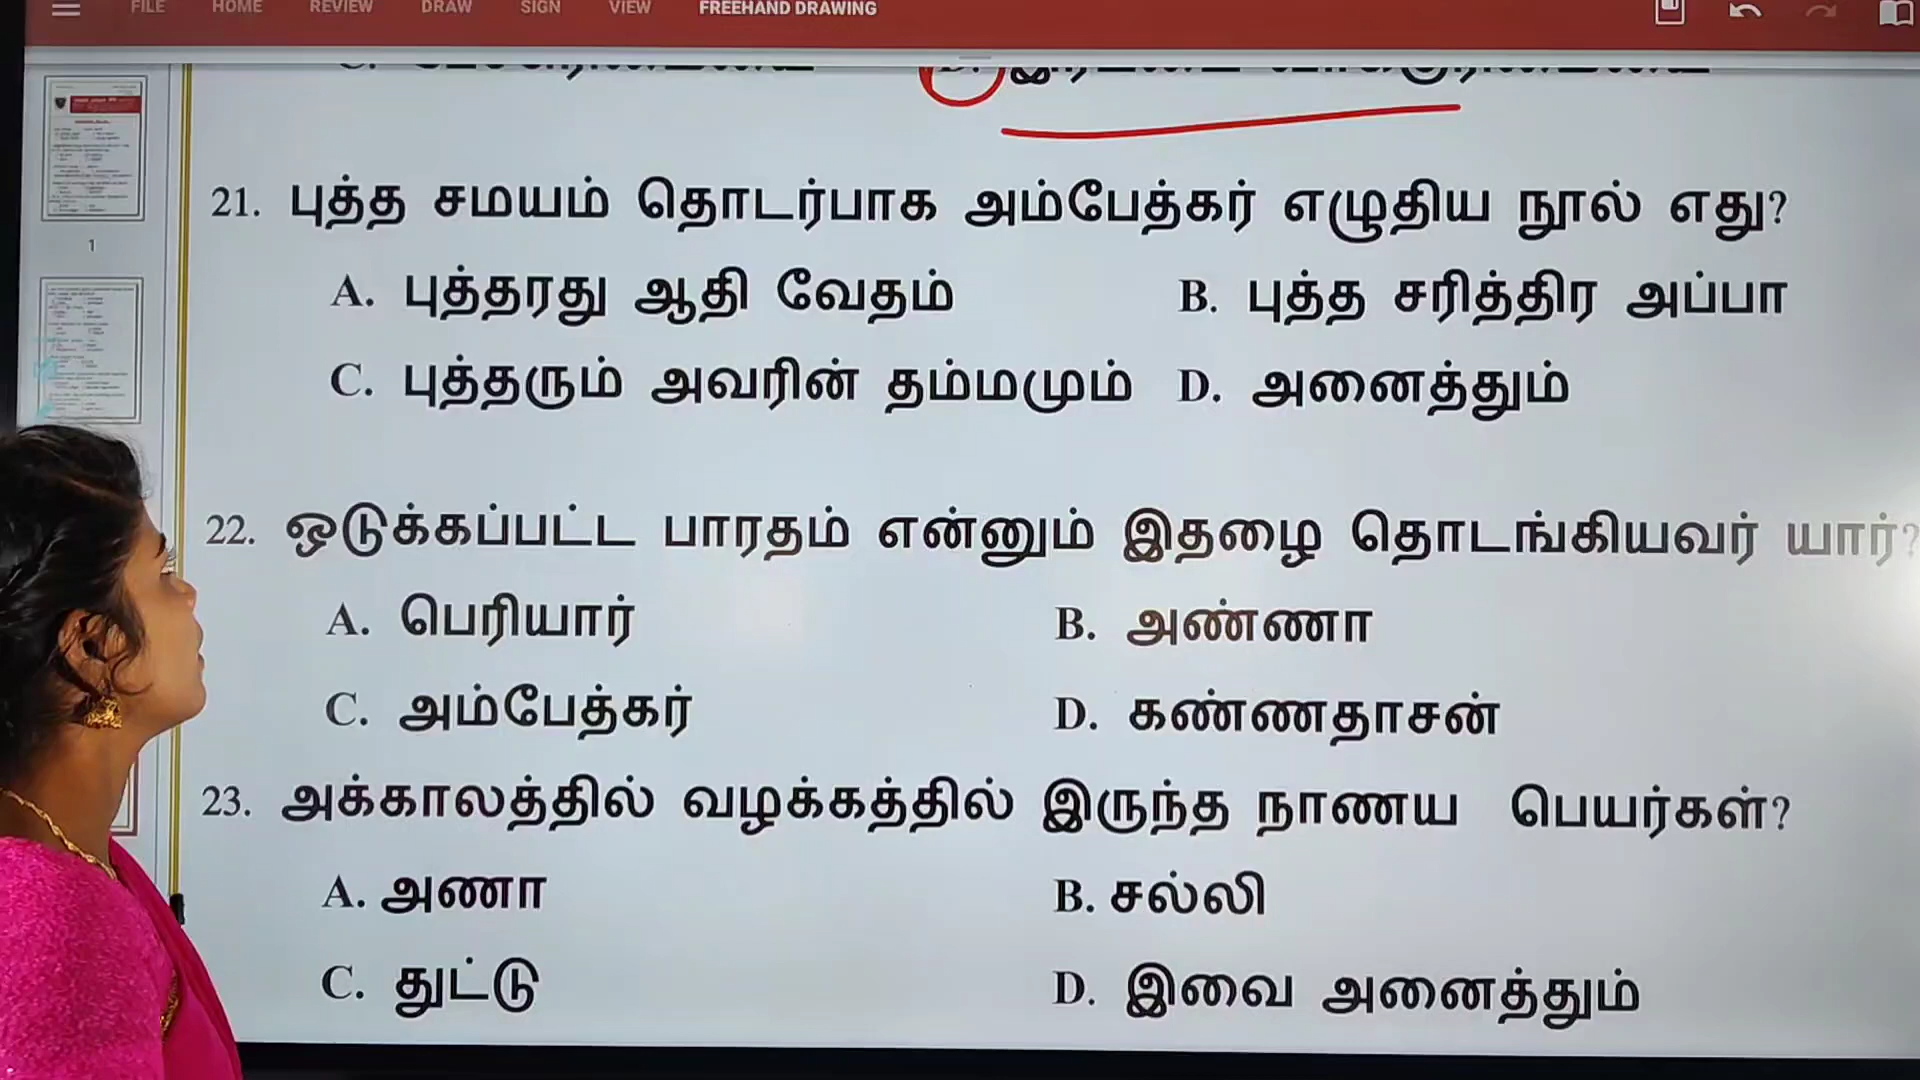 FILE HOME REVIEW DRAW SIGN VIEW FREEHAND DRAWING
21. புத்த சமயம் தொடர்பாக அம்பேத்கர் எழுதிய நூல் எது?
A. புத்தரது ஆதி வேதம் B. புத்த சரித்திர அப்பா
C. புத்தரும் அவரின் தம்மமும் D. அனைத்தும்
22. ஒடுக்கப்பட்ட பாரதம் என்னும் இதழை தொடங்கியவர் யார்?
A. பெரியார் B. அண்ணா
C. அம்பேத்கர் D. கண்ணதாசன்
23. அக்காலத்தில் வழக்கத்தில் இருந்த நாணய பெயர்கள்?
A. அணா B. சல்லி
C. துட்டு D. இவை அனைத்தும்
1